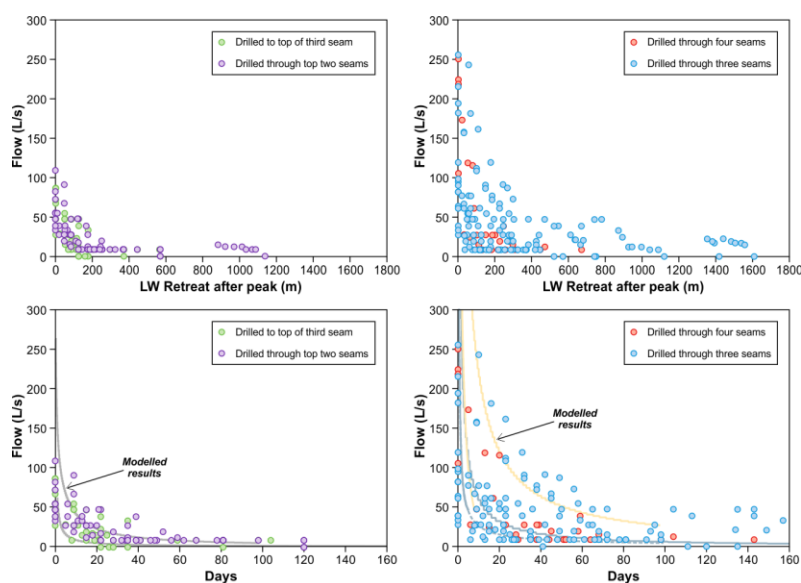 300
250
200
150
100
50
0
Flow (L/s)
Drilled to top of third seam
Drilled through top two seams
0 200 400 600 800 1000 1200 1400 1600 1800
LW Retreat after peak (m)
300
250
200
150
100
50
0
Flow (L/s)
Drilled through four seams
Drilled through three seams
0 200 400 600 800 1000 1200 1400 1600 1800
LW Retreat after peak (m)
300
250
200
150
100
50
0
Flow (L/s)
Drilled to top of third seam
Drilled through top two seams
Modelled
results
0 20 40 60 80 100 120 140 160
Days
300
250
200
150
100
50
0
Flow (L/s)
Drilled through four seams
Drilled through three seams
Modelled
results
0 20 40 60 80 100 120 140 160
Days